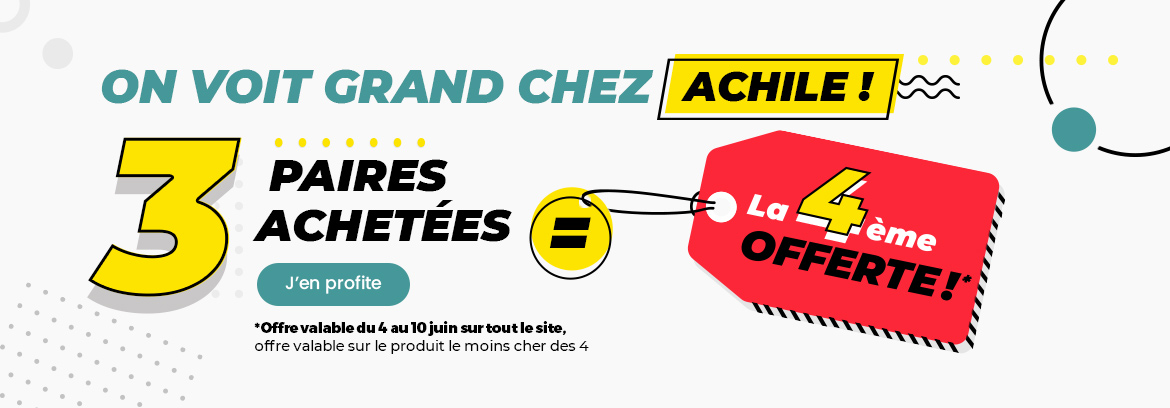 ON VOIT GRAND CHEZ ACHILE !
3 PAIRES
ACHETÉES
=
La 4ème
OFFERTE !*
J'en profite
*Offre valable du 4 au 10 juin sur tout le site,
offre valable sur le produit le moins cher des 4